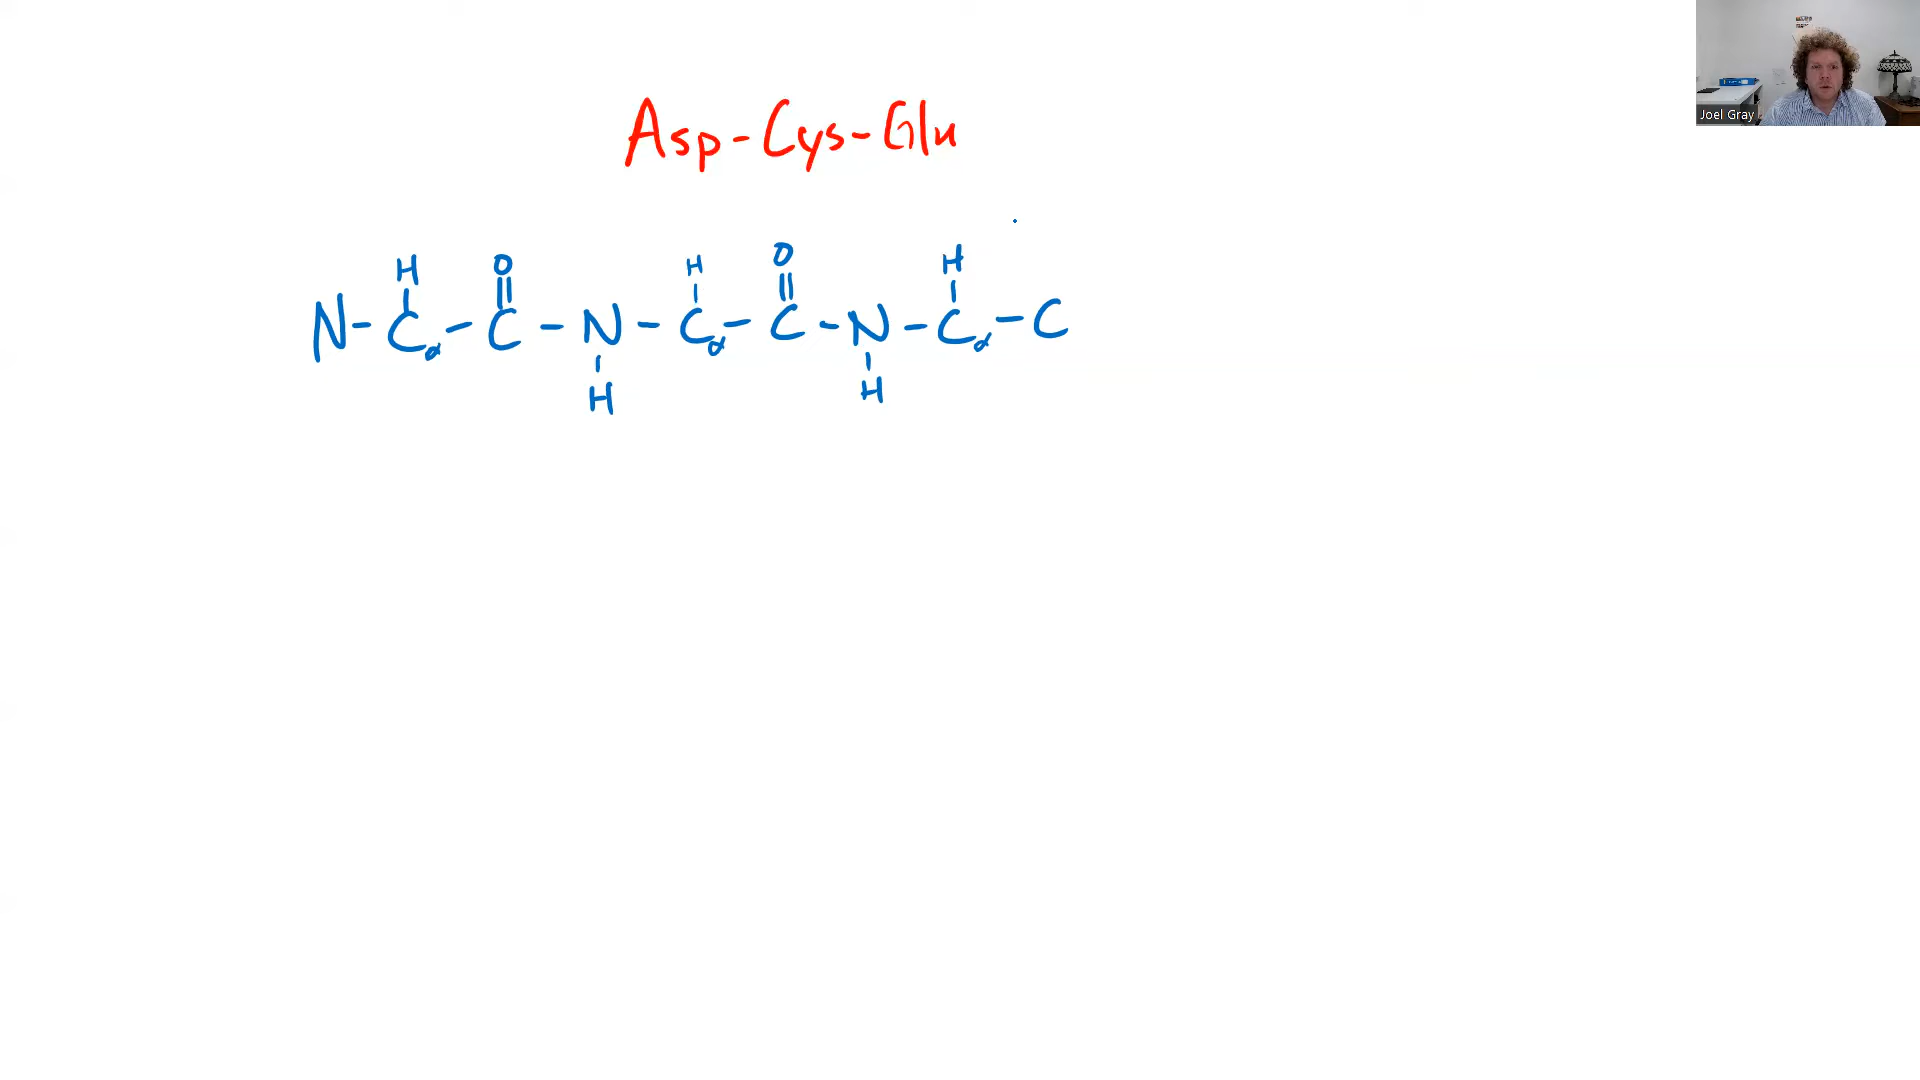 Asp-Cys-Glu
H O H O H
N-Cα-C-N-Cα-C-N-Cα-C
H H
Joel Gray